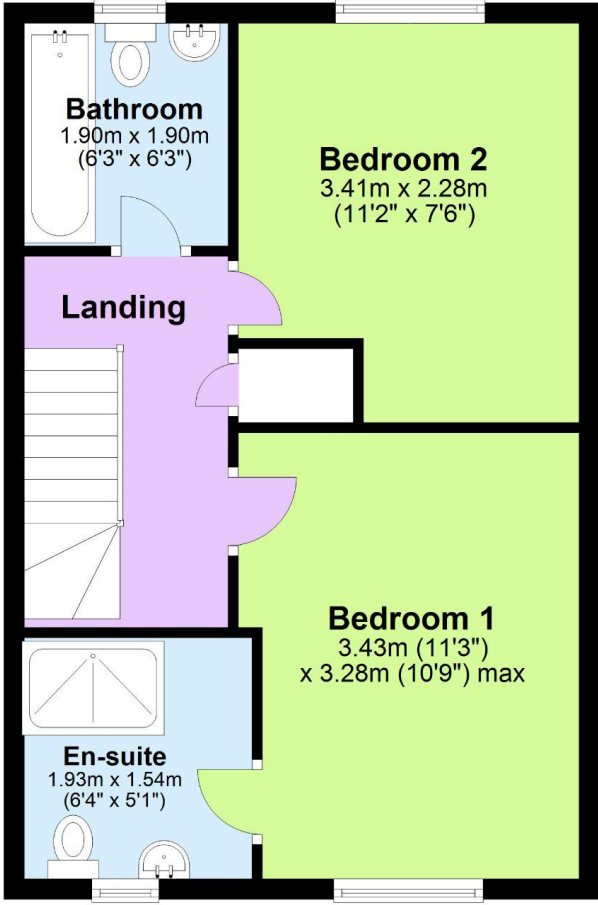 Bathroom
1.90m x 1.90m
(6'3" x 6'3")
Bedroom 2
3.41m x 2.28m
(11'2" x 7'6")
Landing
Bedroom 1
3.43m (11'3")
x 3.28m (10'9") max
En-suite
1.93m x 1.54m
(6'4" x 5'1")